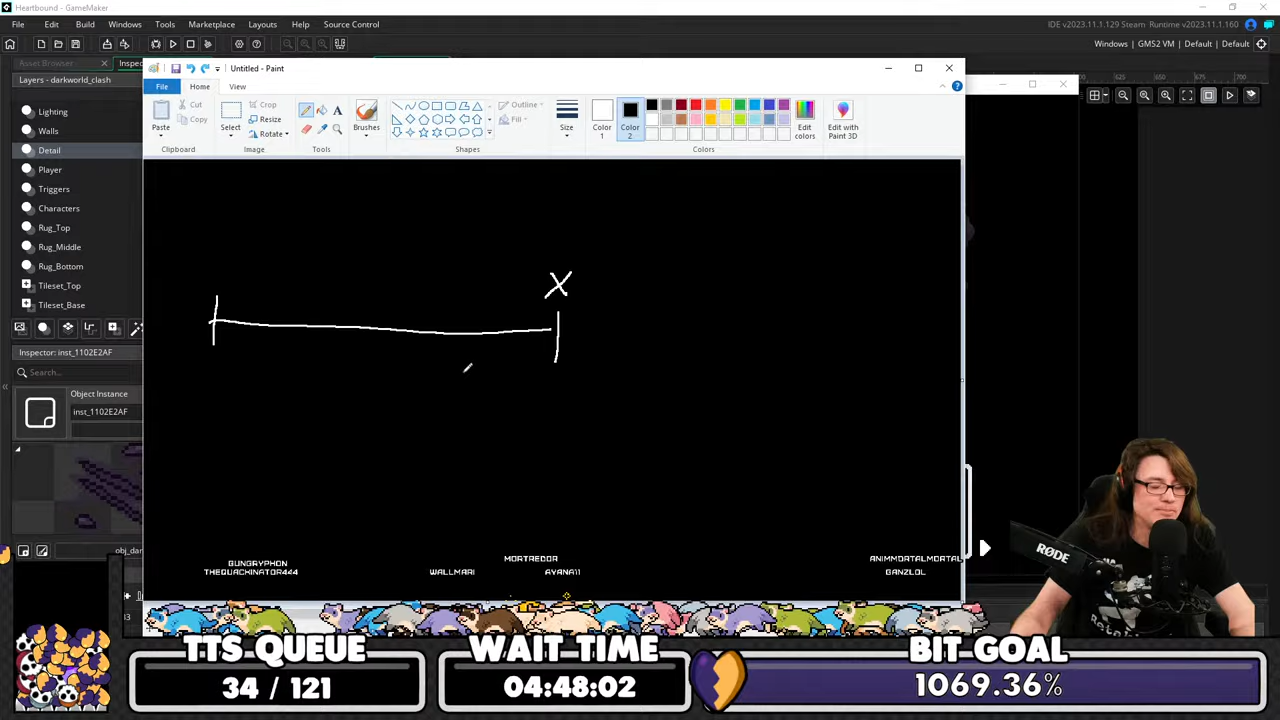 Heartbound - GameMaker
File Edit Build Windows Tools Marketplace Layouts Help Source Control
IDE v2023.11.1.129 Steam Runtime v2023.11.1.160
Windows | GMS2 VM | Default | Default
Asset Browser
Layers - darkworld_clash
Lighting
Walls
Detail
Player
Triggers
Characters
Rug_Top
Rug_Middle
Rug_Bottom
Tileset_Top
Tileset_Base
Inspector: inst_1102E2AF
Search...
Object Instance
inst_1102E2AF
Untitled - Paint
File Home View
Paste
Cut
Copy
Clipboard
Select
Crop
Resize
Rotate
Image
Tools
A
Brushes
Shapes
Outline
Fill
Size
Color 1
Color 2
Edit colors
Edit with Paint 3D
Colors
X
GUNGRYPHON
THEQUACKINATOR444
WALLMARI
MORTREDOR
AYANA11
ANIMMORTALMORTAL
GANZLOL
RØDE
TTS QUEUE
34 / 121
WAIT TIME
04:48:02
BIT GOAL
1069.36%